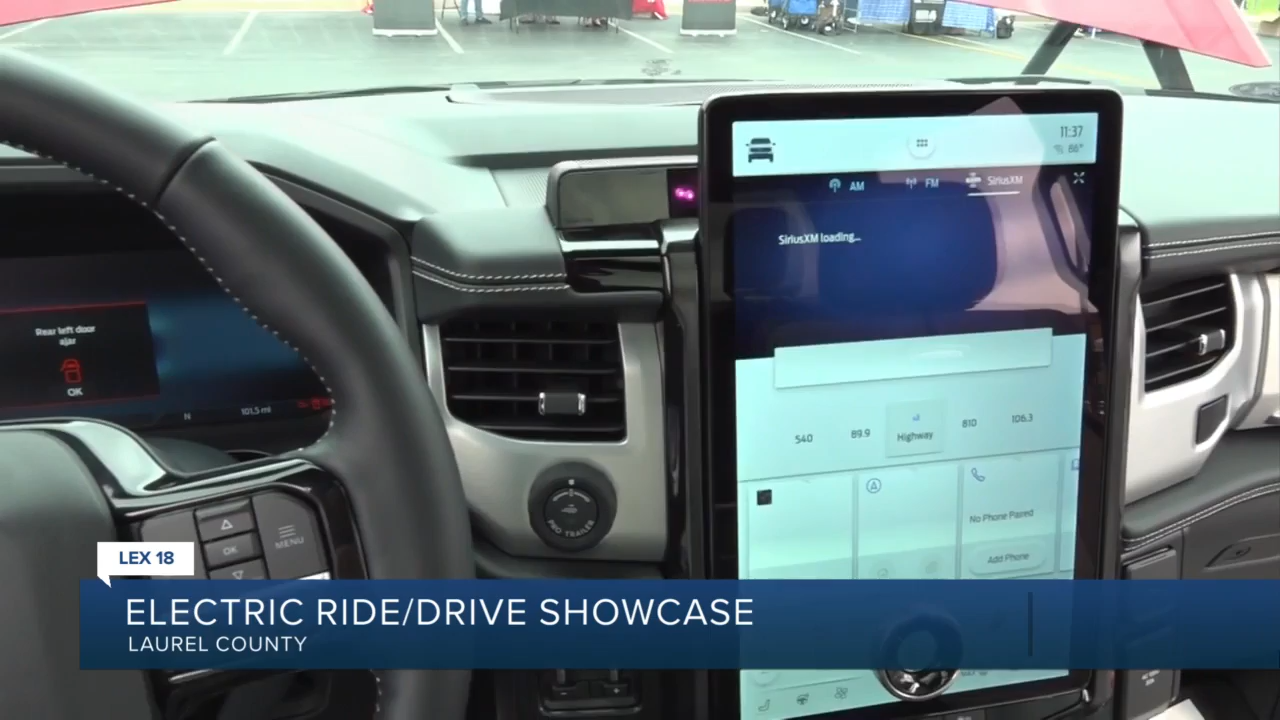 11:37
86°
AM
FM
SiriusXM
SiriusXM loading...
Rear left door
ajar
OK
N
101.5 mi
540
89.9
Highway
810
106.3
A
No Phone Paired
Add Phone
PRO TRAILER
OK
MENU
LEX 18
ELECTRIC RIDE/DRIVE SHOWCASE
LAUREL COUNTY